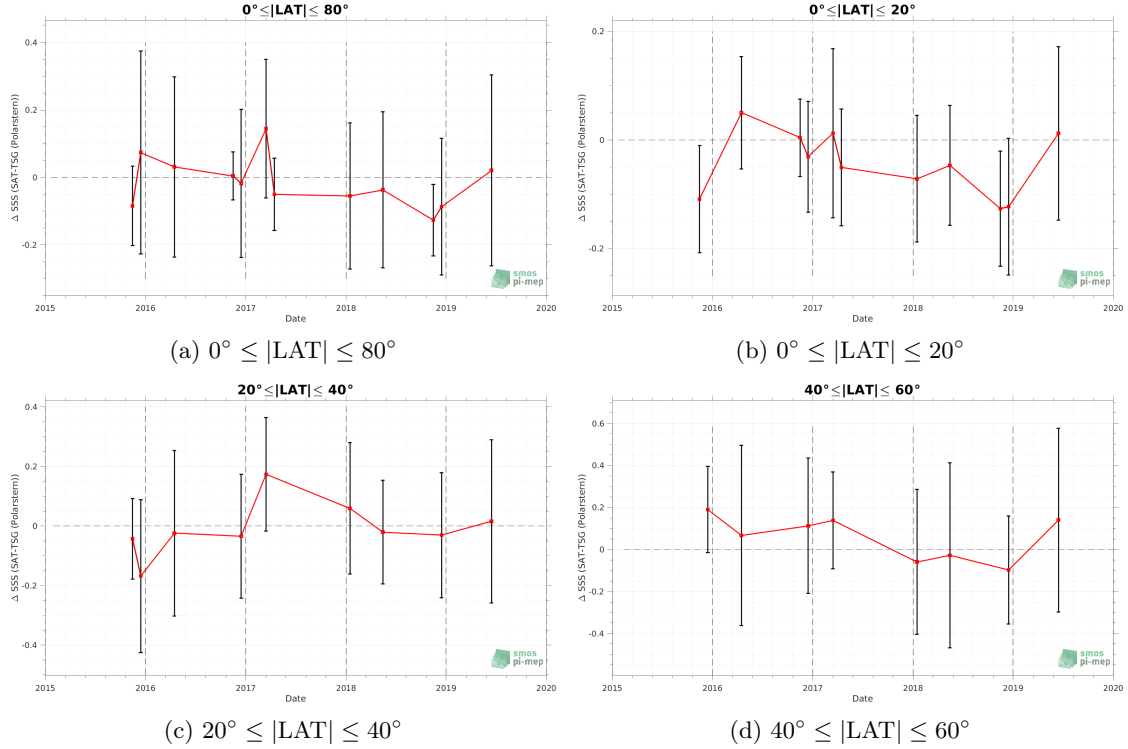 0°≤|LAT|≤ 80°
Δ SSS (SAT-TSG (Polarstern))
0.4
0.2
0
-0.2
2015 2016 2017 2018 2019 2020
Date
smos
pi-mep
(a) 0° ≤ |LAT| ≤ 80°
0°≤|LAT|≤ 20°
Δ SSS (SAT-TSG (Polarstern))
0.2
0
-0.2
2015 2016 2017 2018 2019 2020
Date
smos
pi-mep
(b) 0° ≤ |LAT| ≤ 20°
20°≤|LAT|≤ 40°
Δ SSS (SAT-TSG (Polarstern))
0.4
0.2
0
-0.2
-0.4
2015 2016 2017 2018 2019 2020
Date
smos
pi-mep
(c) 20° ≤ |LAT| ≤ 40°
40°≤|LAT|≤ 60°
Δ SSS (SAT-TSG (Polarstern))
0.6
0.4
0.2
0
-0.2
-0.4
2015 2016 2017 2018 2019 2020
Date
smos
pi-mep
(d) 40° ≤ |LAT| ≤ 60°